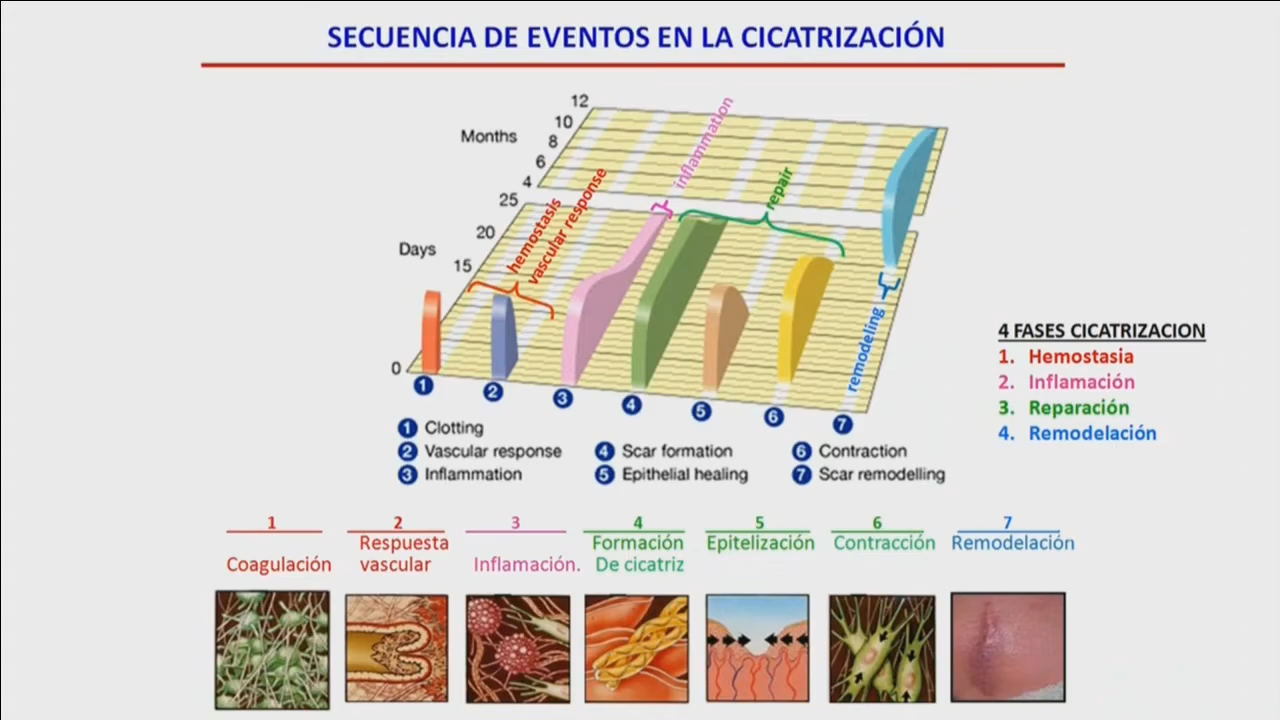 SECUENCIA DE EVENTOS EN LA CICATRIZACIÓN
12
10
Months
8
6
4
25
20
Days
15
0
hemostasis
vascular response
inflammation
repair
remodeling
1
2
3
4
5
6
7
1 Clotting
2 Vascular response
3 Inflammation
4 Scar formation
5 Epithelial healing
6 Contraction
7 Scar remodelling
4 FASES CICATRIZACION
1. Hemostasia
2. Inflamación
3. Reparación
4. Remodelación
1
Coagulación
2
Respuesta
vascular
3
Inflamación.
4
Formación
De cicatriz
5
Epitelización
6
Contracción
7
Remodelación